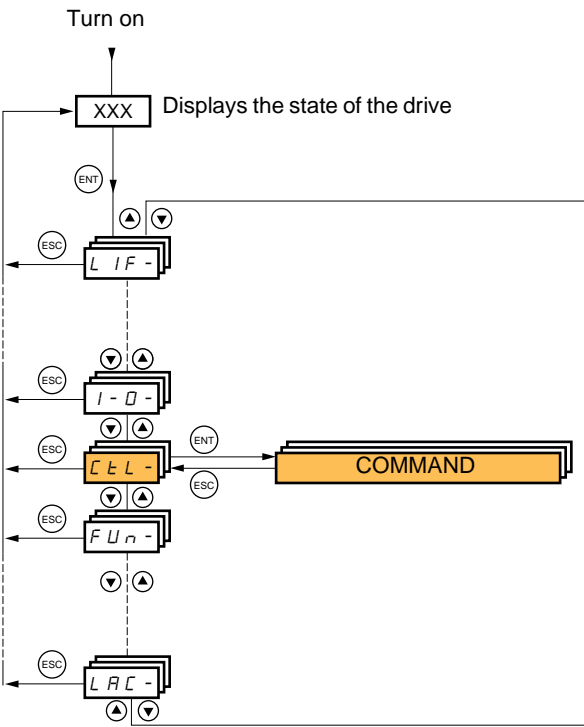 Turn on
XXX Displays the state of the drive
ENT
ESC
L IF -
ESC
I - O -
ESC
CtL -
ENT
COMMAND
ESC
ESC
FUn -
ESC
LAC -